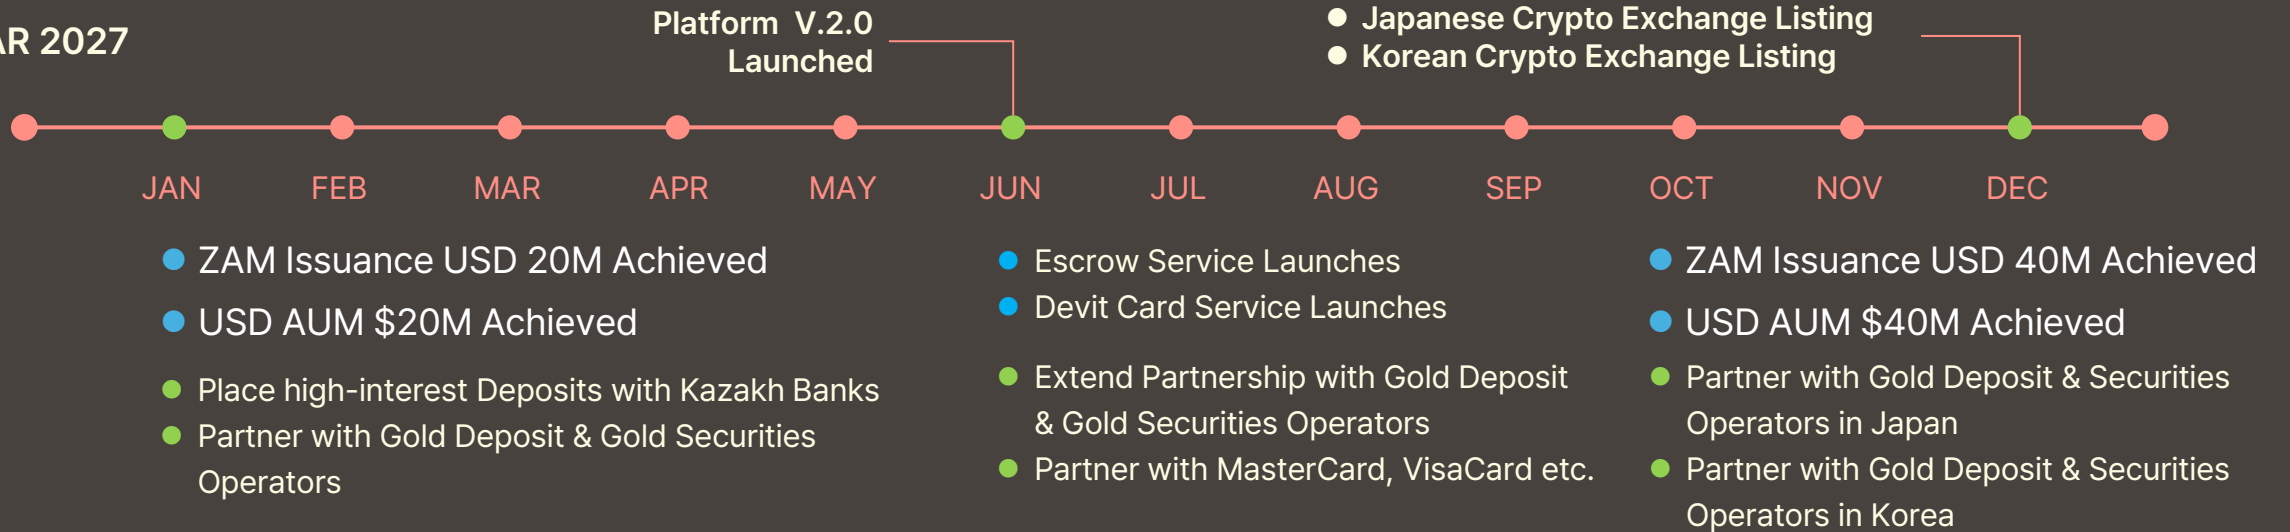 AR 2027
Platform V.2.0
Launched
Japanese Crypto Exchange Listing
Korean Crypto Exchange Listing
JAN FEB MAR APR MAY JUN JUL AUG SEP OCT NOV DEC
ZAM Issuance USD 20M Achieved
USD AUM $20M Achieved
Place high-interest Deposits with Kazakh Banks
Partner with Gold Deposit & Gold Securities
Operators
Escrow Service Launches
Devit Card Service Launches
Extend Partnership with Gold Deposit
& Gold Securities Operators
Partner with MasterCard, VisaCard etc.
ZAM Issuance USD 40M Achieved
USD AUM $40M Achieved
Partner with Gold Deposit & Securities
Operators in Japan
Partner with Gold Deposit & Securities
Operators in Korea